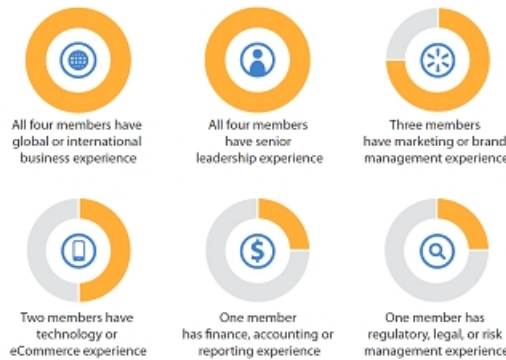 All four members have
global or international
business experience
All four members
have senior
leadership experience
Three members
have marketing or brand
management experience
Two members have
technology or
eCommerce experience
$
One member
has finance, accounting or
reporting experience
One member has
regulatory, legal, or risk
management experience